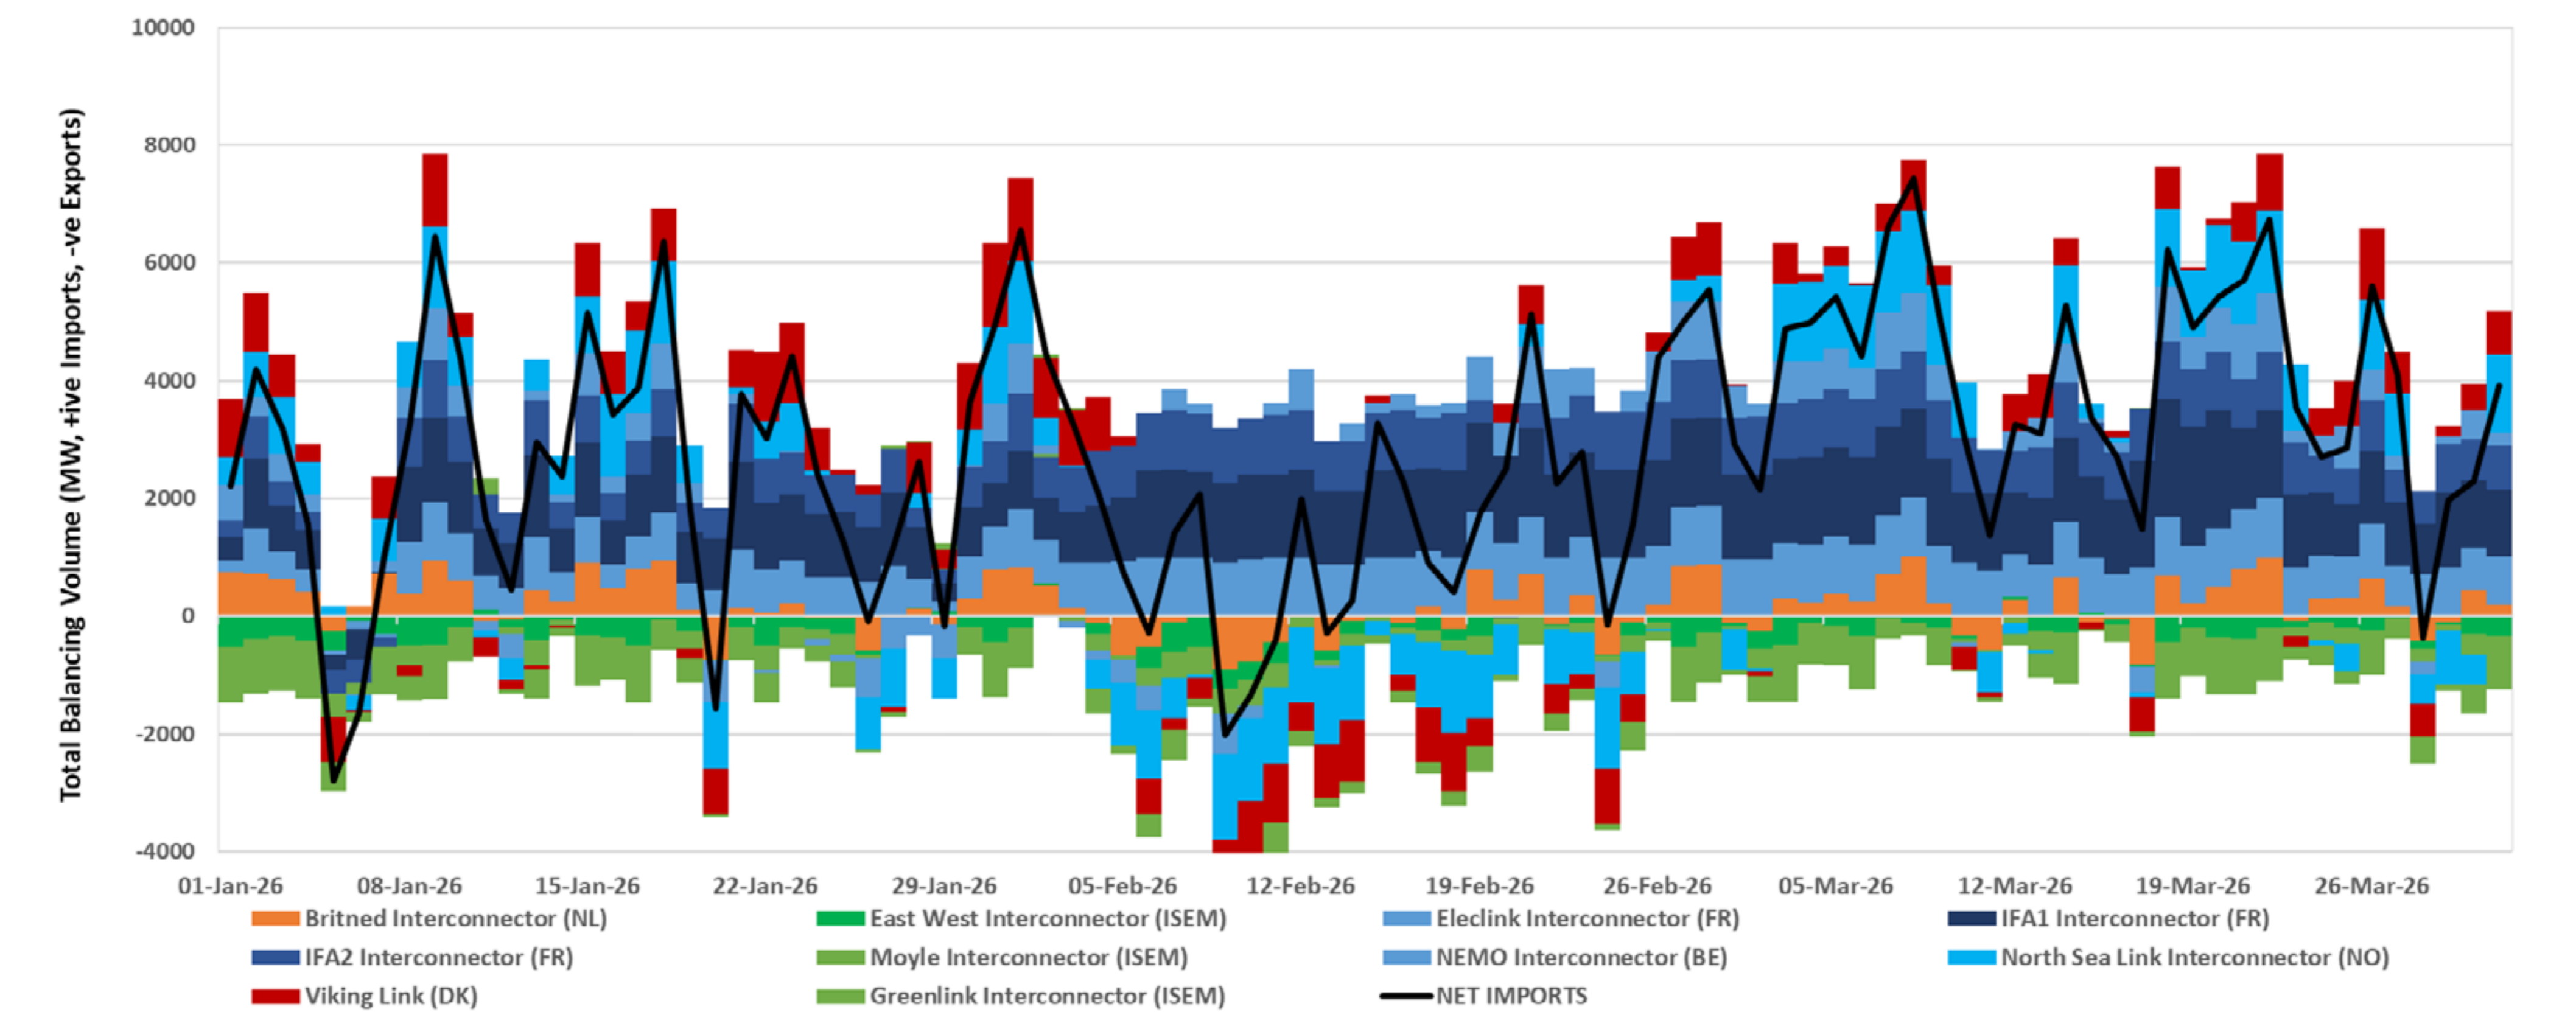 Total Balancing Volume (MW, +ive Imports, -ve Exports)
10000
8000
6000
4000
2000
0
-2000
-4000
01-Jan-26 08-Jan-26 15-Jan-26 22-Jan-26 29-Jan-26 05-Feb-26 12-Feb-26 19-Feb-26 26-Feb-26 05-Mar-26 12-Mar-26 19-Mar-26 26-Mar-26
Britned Interconnector (NL) East West Interconnector (ISEM) Eleclink Interconnector (FR) IFA1 Interconnector (FR)
IFA2 Interconnector (FR) Moyle Interconnector (ISEM) NEMO Interconnector (BE) North Sea Link Interconnector (NO)
Viking Link (DK) Greenlink Interconnector (ISEM) NET IMPORTS